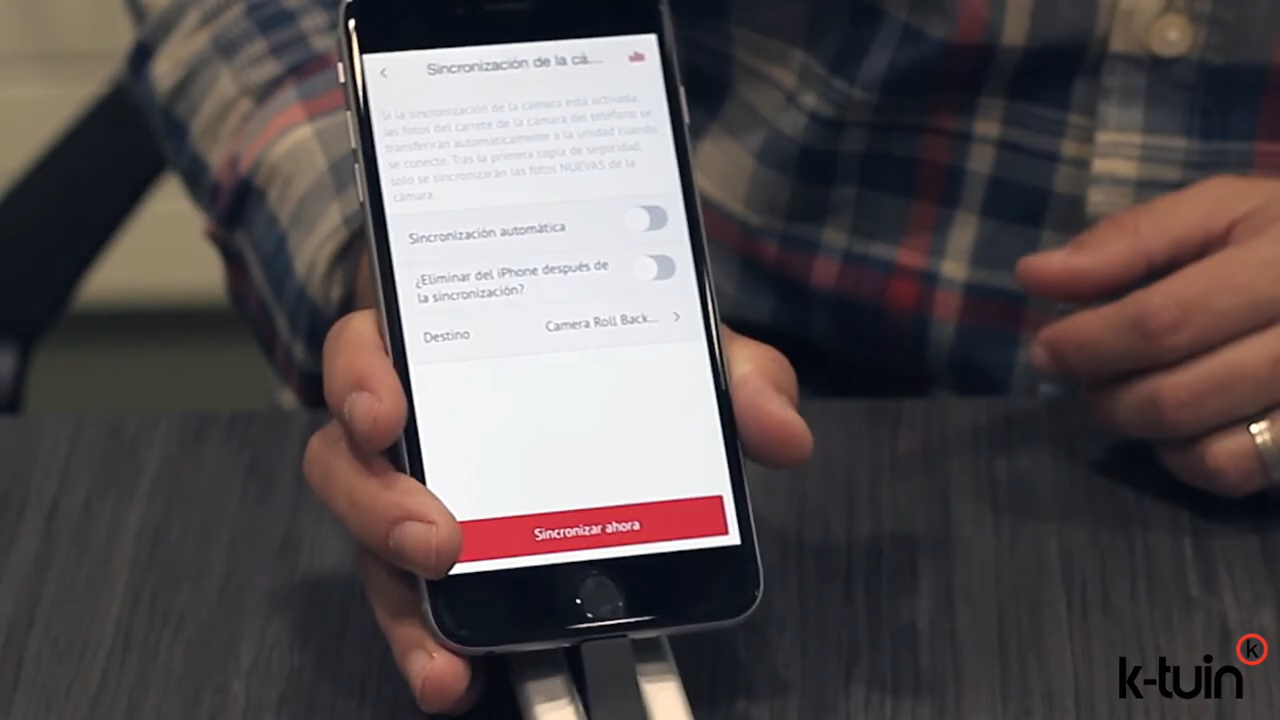 Sincronización de la cá...
Si la sincronización de la cámara está activada,
las fotos del carrete de la cámara del teléfono se
transferirán automáticamente a la unidad cuando
se conecte. Tras la primera copia de seguridad,
solo se sincronizarán las fotos NUEVAS de la
cámara.
Sincronización automática
¿Eliminar del iPhone después de
la sincronización?
Destino Camera Roll Back...
Sincronizar ahora
k-tuin k